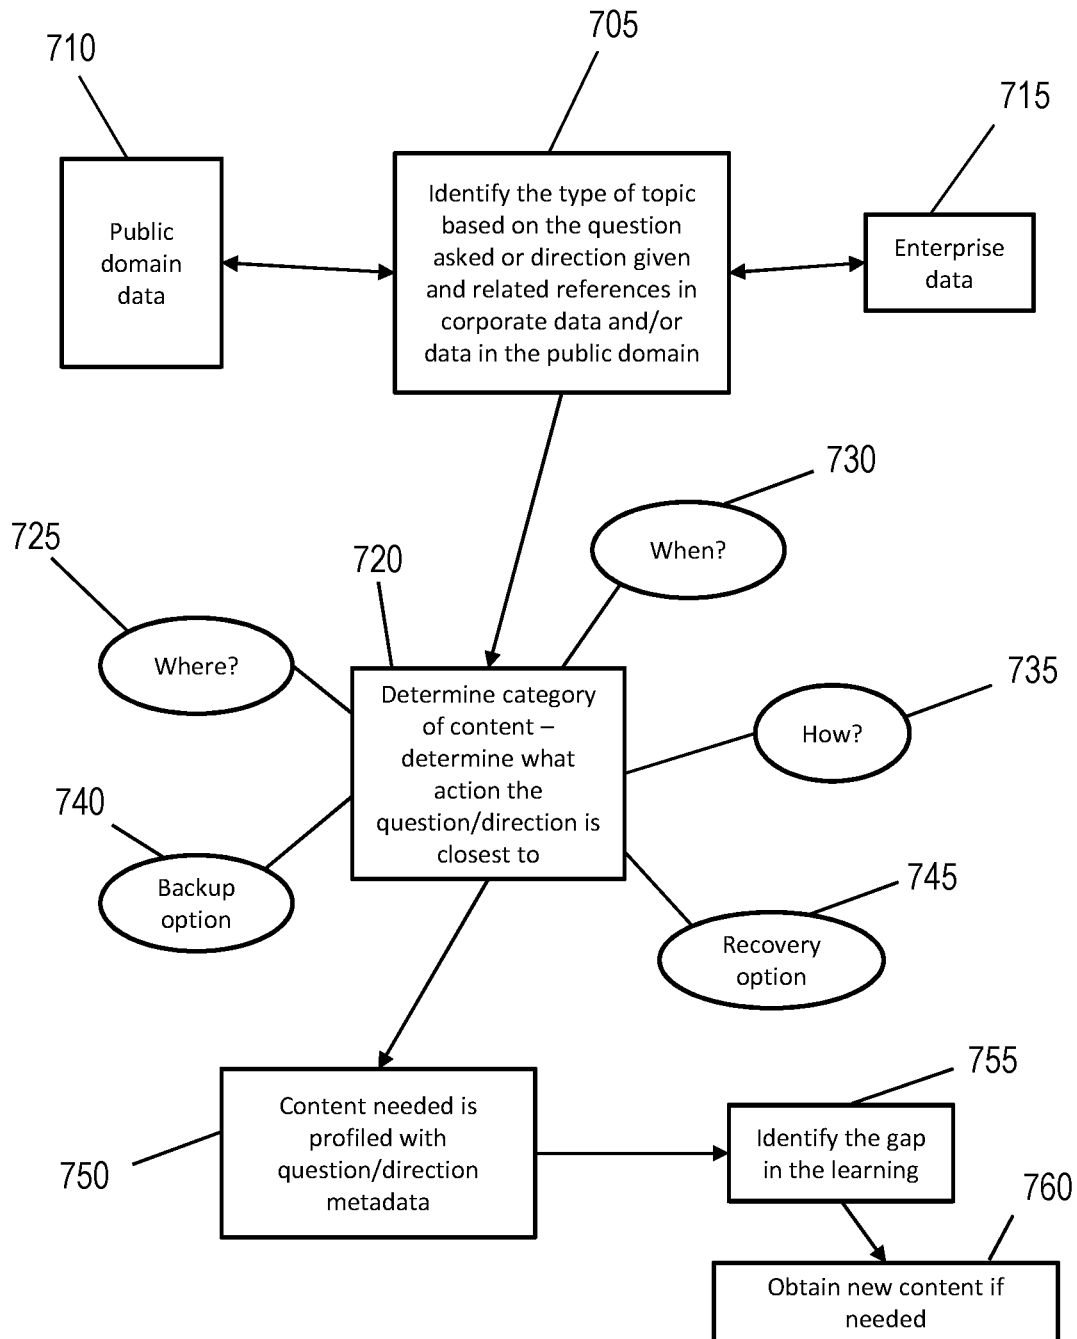 705
710
715
Identify the type of topic
based on the question
asked or direction given
and related references in
corporate data and/or
data in the public domain
Public
domain
data
Enterprise
data
730
725
720
When?
Where?
735
Determine category
of content –
determine what
action the
question/direction is
closest to
How?
740
Backup
option
745
Recovery
option
755
Content needed is
profiled with
question/direction
metadata
Identify the gap
in the learning
750
760
Obtain new content if
needed